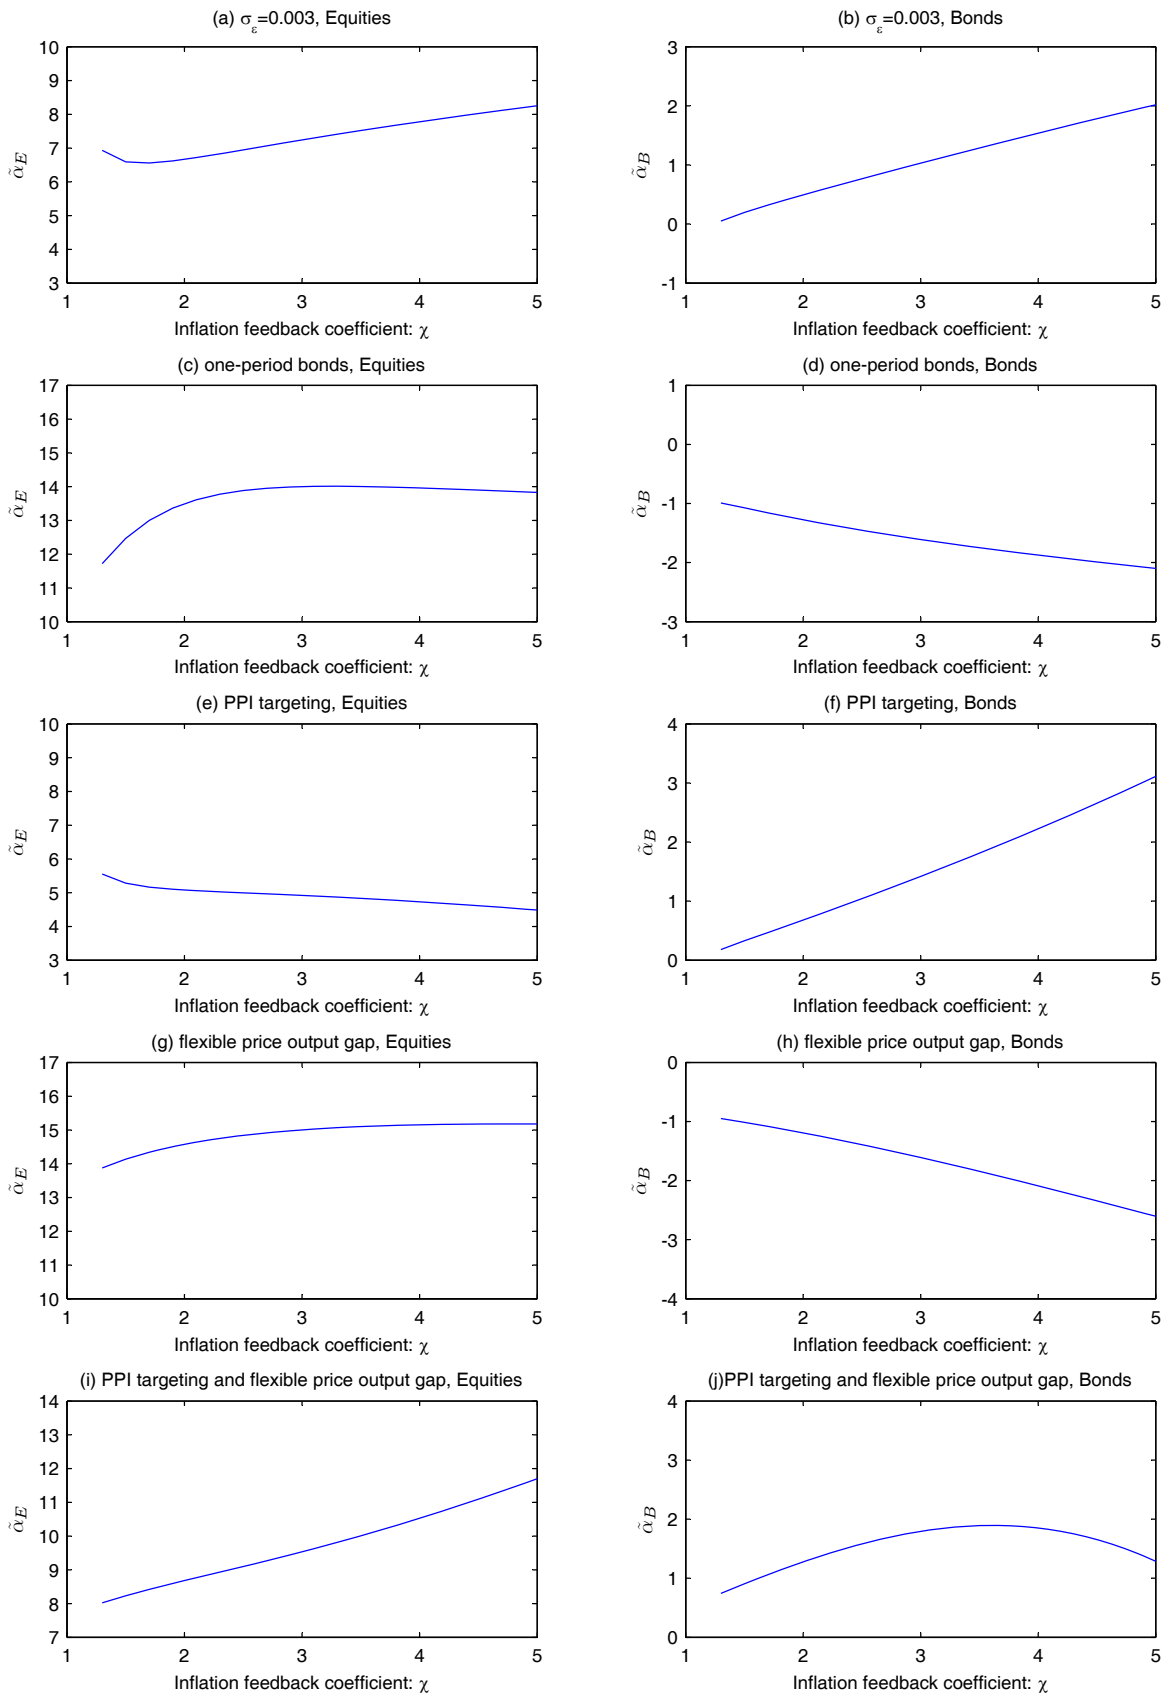 (a) σε=0.003, Equities
10
9
8
7
6
5
4
3
α̃E
1 2 3 4 5
Inflation feedback coefficient: χ
(b) σε=0.003, Bonds
3
2
1
0
-1
α̃B
1 2 3 4 5
Inflation feedback coefficient: χ
(c) one-period bonds, Equities
17
16
15
14
13
12
11
10
α̃E
1 2 3 4 5
Inflation feedback coefficient: χ
(d) one-period bonds, Bonds
1
0
-1
-2
-3
α̃B
1 2 3 4 5
Inflation feedback coefficient: χ
(e) PPI targeting, Equities
10
9
8
7
6
5
4
3
α̃E
1 2 3 4 5
Inflation feedback coefficient: χ
(f) PPI targeting, Bonds
4
3
2
1
0
α̃B
1 2 3 4 5
Inflation feedback coefficient: χ
(g) flexible price output gap, Equities
17
16
15
14
13
12
11
10
α̃E
1 2 3 4 5
Inflation feedback coefficient: χ
(h) flexible price output gap, Bonds
0
-1
-2
-3
-4
α̃B
1 2 3 4 5
Inflation feedback coefficient: χ
(i) PPI targeting and flexible price output gap, Equities
14
13
12
11
10
9
8
7
α̃E
1 2 3 4 5
Inflation feedback coefficient: χ
(j)PPI targeting and flexible price output gap, Bonds
4
3
2
1
0
α̃B
1 2 3 4 5
Inflation feedback coefficient: χ